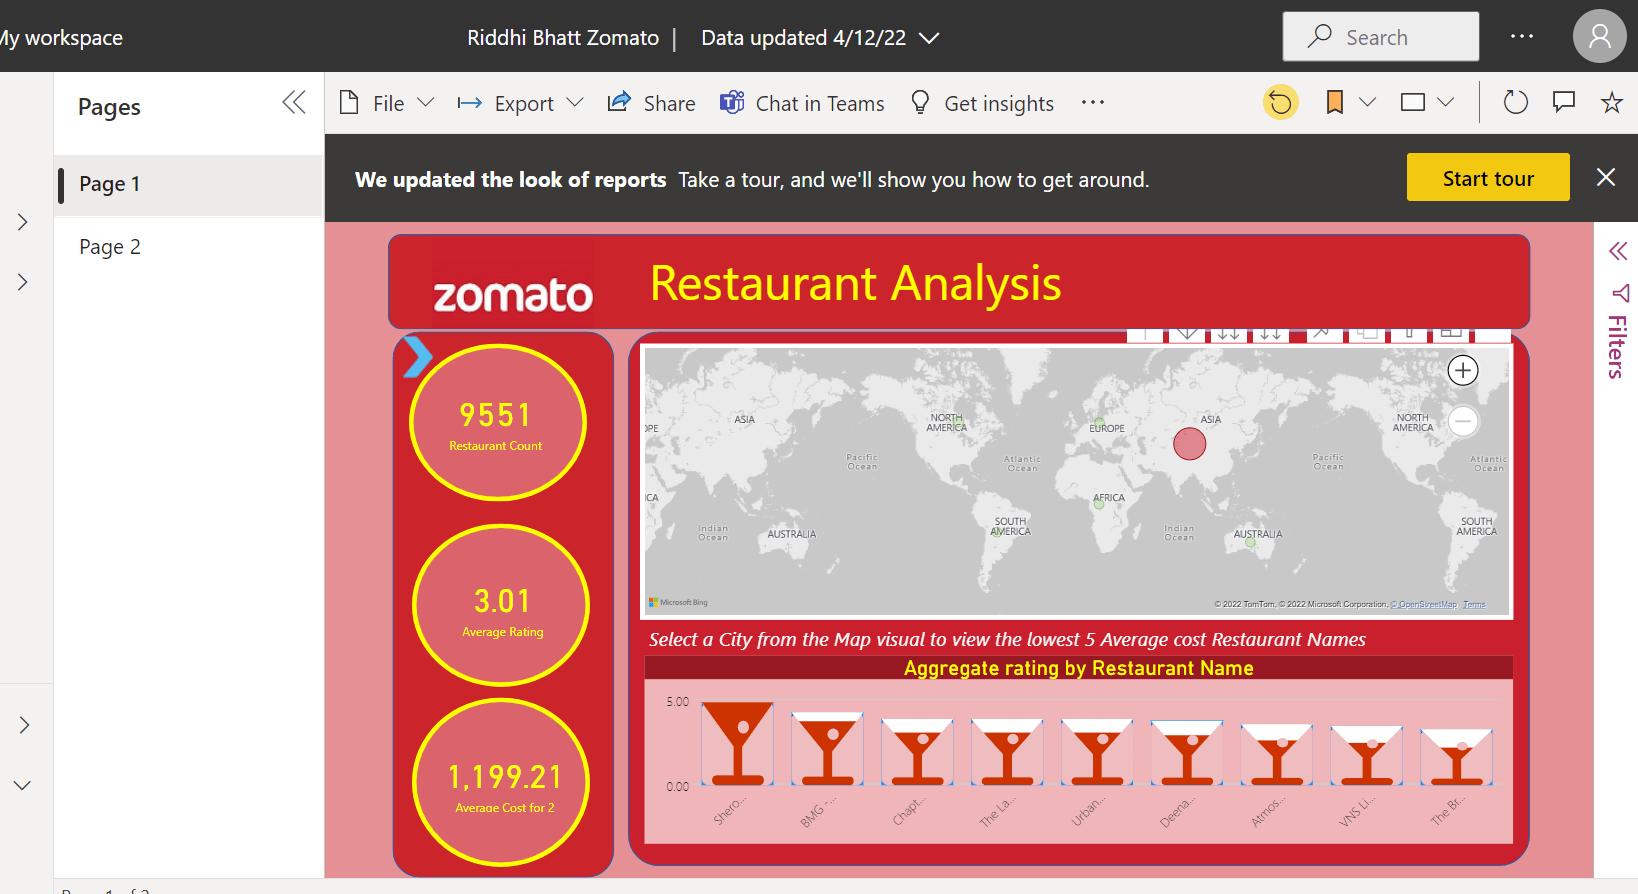 My workspace
Riddhi Bhatt Zomato | Data updated 4/12/22
Search
Pages
File
Export
Share
Chat in Teams
Get insights
Page 1
Page 2
We updated the look of reports Take a tour, and we'll show you how to get around.
Start tour
Filters
zomato
Restaurant Analysis
9551
Restaurant Count
3.01
Average Rating
1,199.21
Average Cost for 2
OPE
ASIA
NORTH
AMERICA
EUROPE
ASIA
NORTH
AMERICA
Pacific
Ocean
Atlantic
Ocean
Pacific
Ocean
Atlantic
Ocean
ICA
AFRICA
Indian
Ocean
AUSTRALIA
SOUTH
AMERICA
Indian
Ocean
AUSTRALIA
SOUTH
AMERICA
Microsoft Bing
© 2022 TomTom, © 2022 Microsoft Corporation, © OpenStreetMap Terms
Select a City from the Map visual to view the lowest 5 Average cost Restaurant Names
Aggregate rating by Restaurant Name
5.00
0.00
Shero...
BMG -...
Chapt...
The La...
Urban...
Deena...
Atmos...
VNS Li...
The Br...